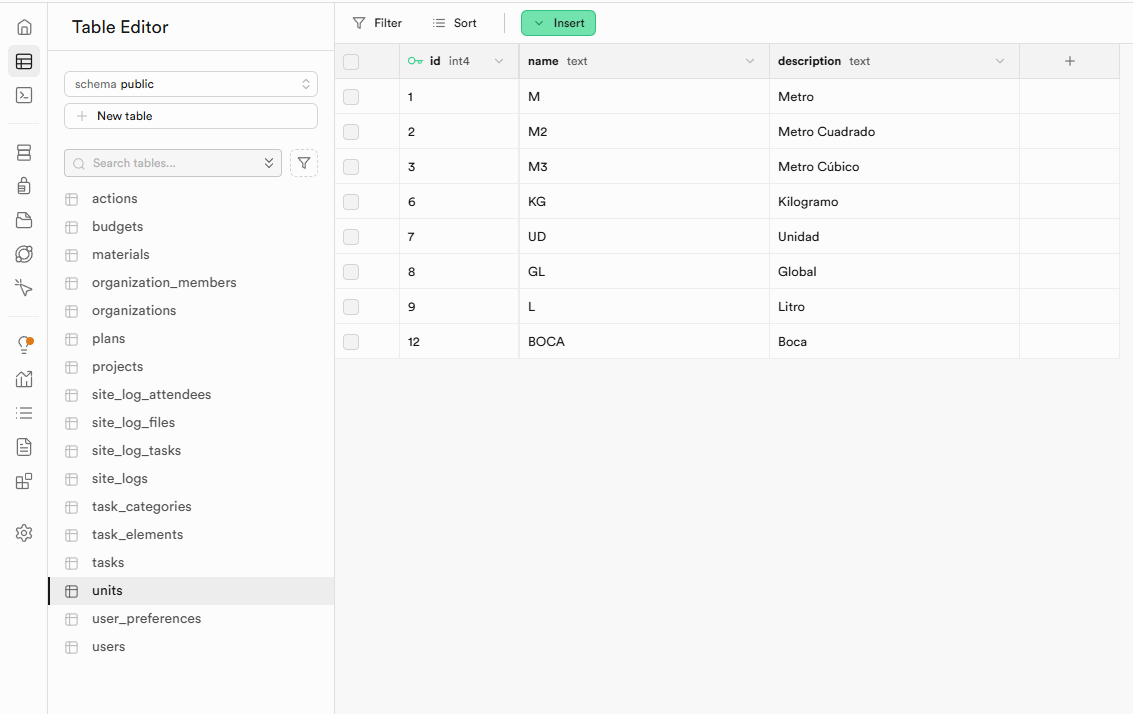 Table Editor
schema public
New table
Search tables...
actions
budgets
materials
organization_members
organizations
plans
projects
site_log_attendees
site_log_files
site_log_tasks
site_logs
task_categories
task_elements
tasks
units
user_preferences
users
Filter Sort Insert
id int4 name text description text
1 M Metro
2 M2 Metro Cuadrado
3 M3 Metro Cúbico
6 KG Kilogramo
7 UD Unidad
8 GL Global
9 L Litro
12 BOCA Boca